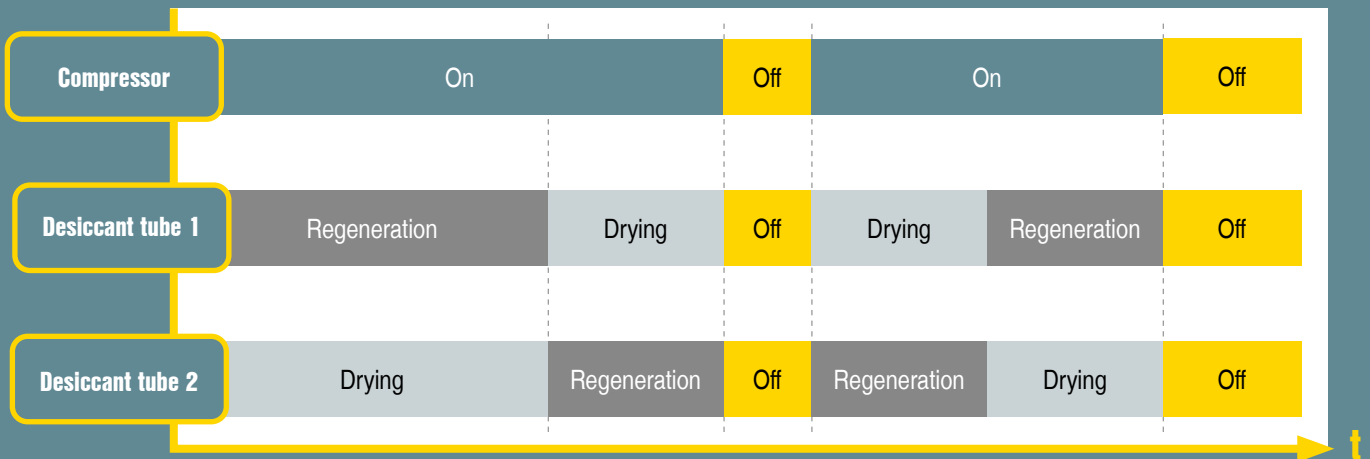 Compressor On Off On Off
Desiccant tube 1 Regeneration Drying Off Drying Regeneration Off
Desiccant tube 2 Drying Regeneration Off Regeneration Drying Off
t